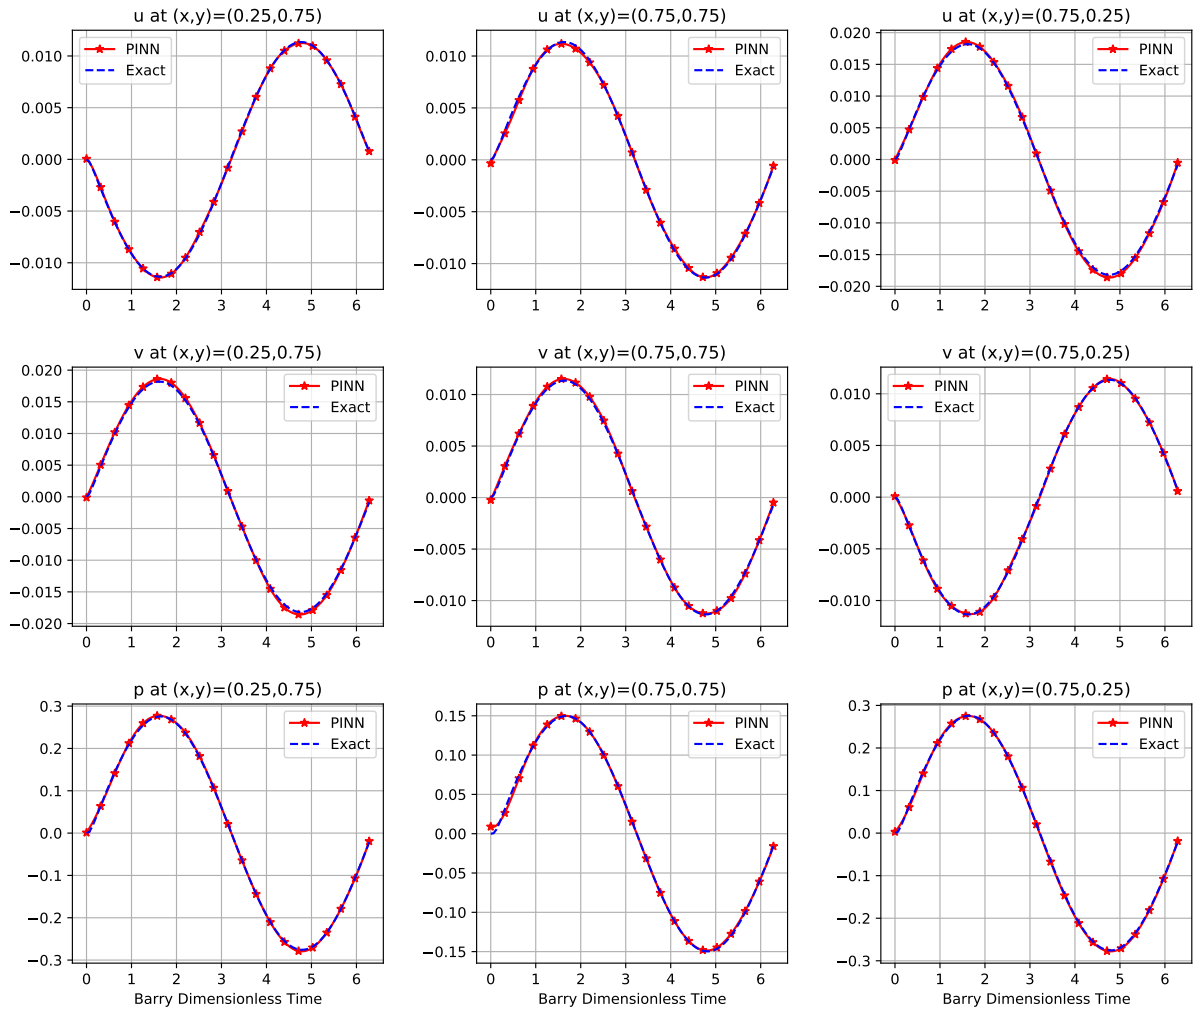 u at (x,y)=(0.25,0.75)
0.010
0.005
0.000
−0.005
−0.010
PINN
Exact
0 1 2 3 4 5 6
u at (x,y)=(0.75,0.75)
0.010
0.005
0.000
−0.005
−0.010
PINN
Exact
0 1 2 3 4 5 6
u at (x,y)=(0.75,0.25)
0.020
0.015
0.010
0.005
0.000
−0.005
−0.010
−0.015
−0.020
PINN
Exact
0 1 2 3 4 5 6
v at (x,y)=(0.25,0.75)
0.020
0.015
0.010
0.005
0.000
−0.005
−0.010
−0.015
−0.020
PINN
Exact
0 1 2 3 4 5 6
v at (x,y)=(0.75,0.75)
0.010
0.005
0.000
−0.005
−0.010
PINN
Exact
0 1 2 3 4 5 6
v at (x,y)=(0.75,0.25)
0.010
0.005
0.000
−0.005
−0.010
PINN
Exact
0 1 2 3 4 5 6
p at (x,y)=(0.25,0.75)
0.3
0.2
0.1
0.0
−0.1
−0.2
−0.3
PINN
Exact
0 1 2 3 4 5 6
Barry Dimensionless Time
p at (x,y)=(0.75,0.75)
0.15
0.10
0.05
0.00
−0.05
−0.10
−0.15
PINN
Exact
0 1 2 3 4 5 6
Barry Dimensionless Time
p at (x,y)=(0.75,0.25)
0.3
0.2
0.1
0.0
−0.1
−0.2
−0.3
PINN
Exact
0 1 2 3 4 5 6
Barry Dimensionless Time